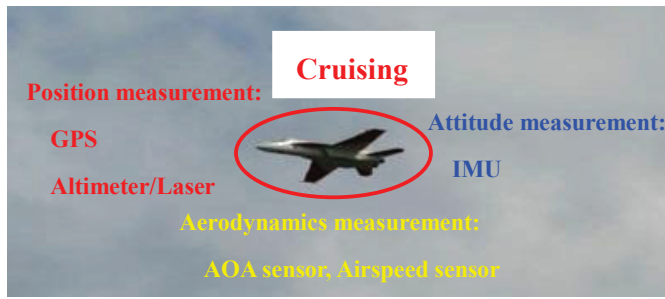 Cruising
Position measurement:
GPS
Altimeter/Laser
Attitude measurement:
IMU
Aerodynamics measurement:
AOA sensor, Airspeed sensor